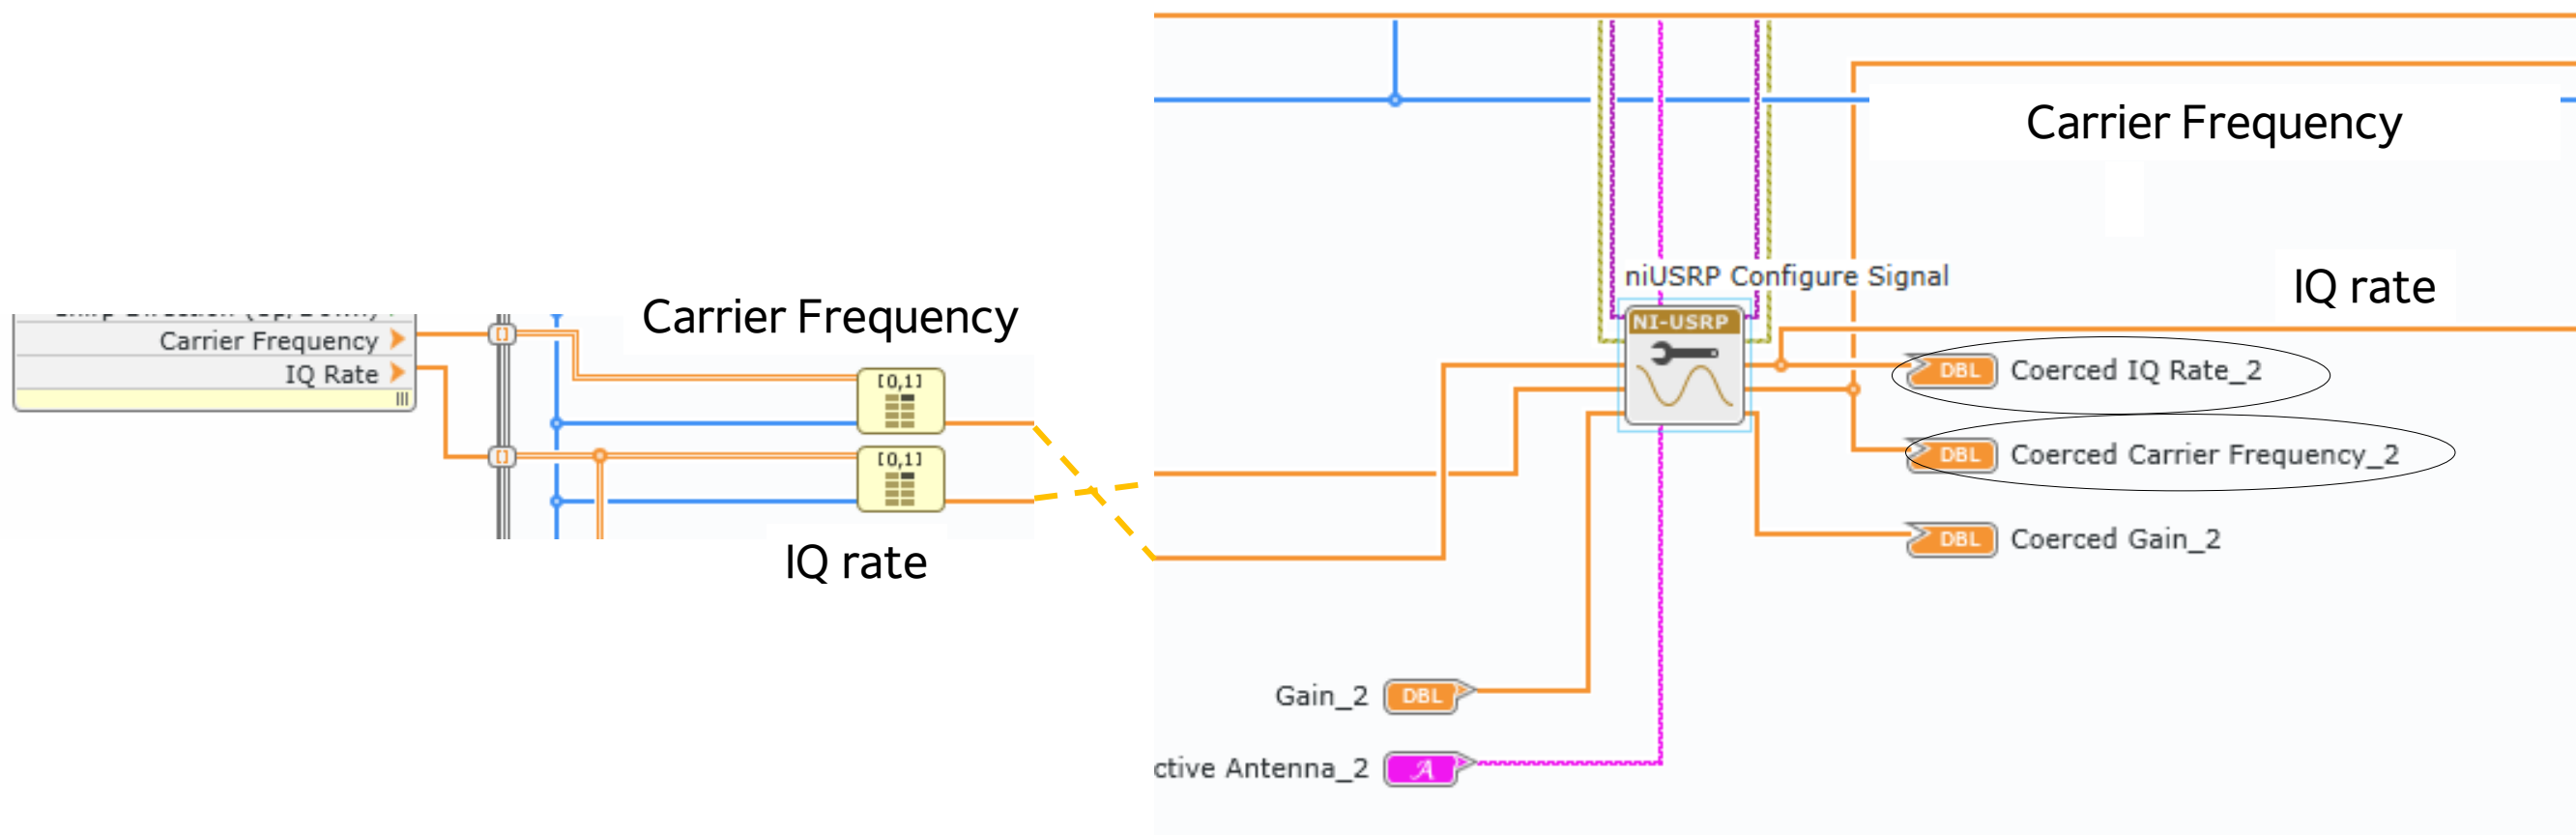 Carrier Frequency
IQ Rate
Carrier Frequency
[0,1]
[0,1]
IQ rate
Carrier Frequency
IQ rate
niUSRP Configure Signal
NI-USRP
DBL Coerced IQ Rate_2
DBL Coerced Carrier Frequency_2
DBL Coerced Gain_2
Gain_2 DBL
ctive Antenna_2 A